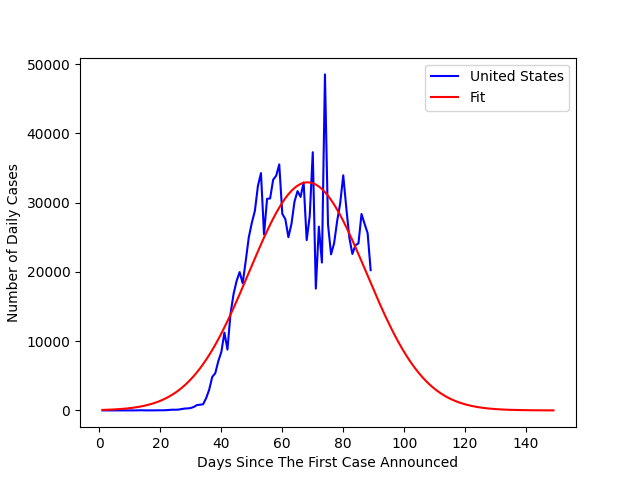 United States
Fit
50000
40000
30000
20000
10000
0
Number of Daily Cases
0 20 40 60 80 100 120 140
Days Since The First Case Announced